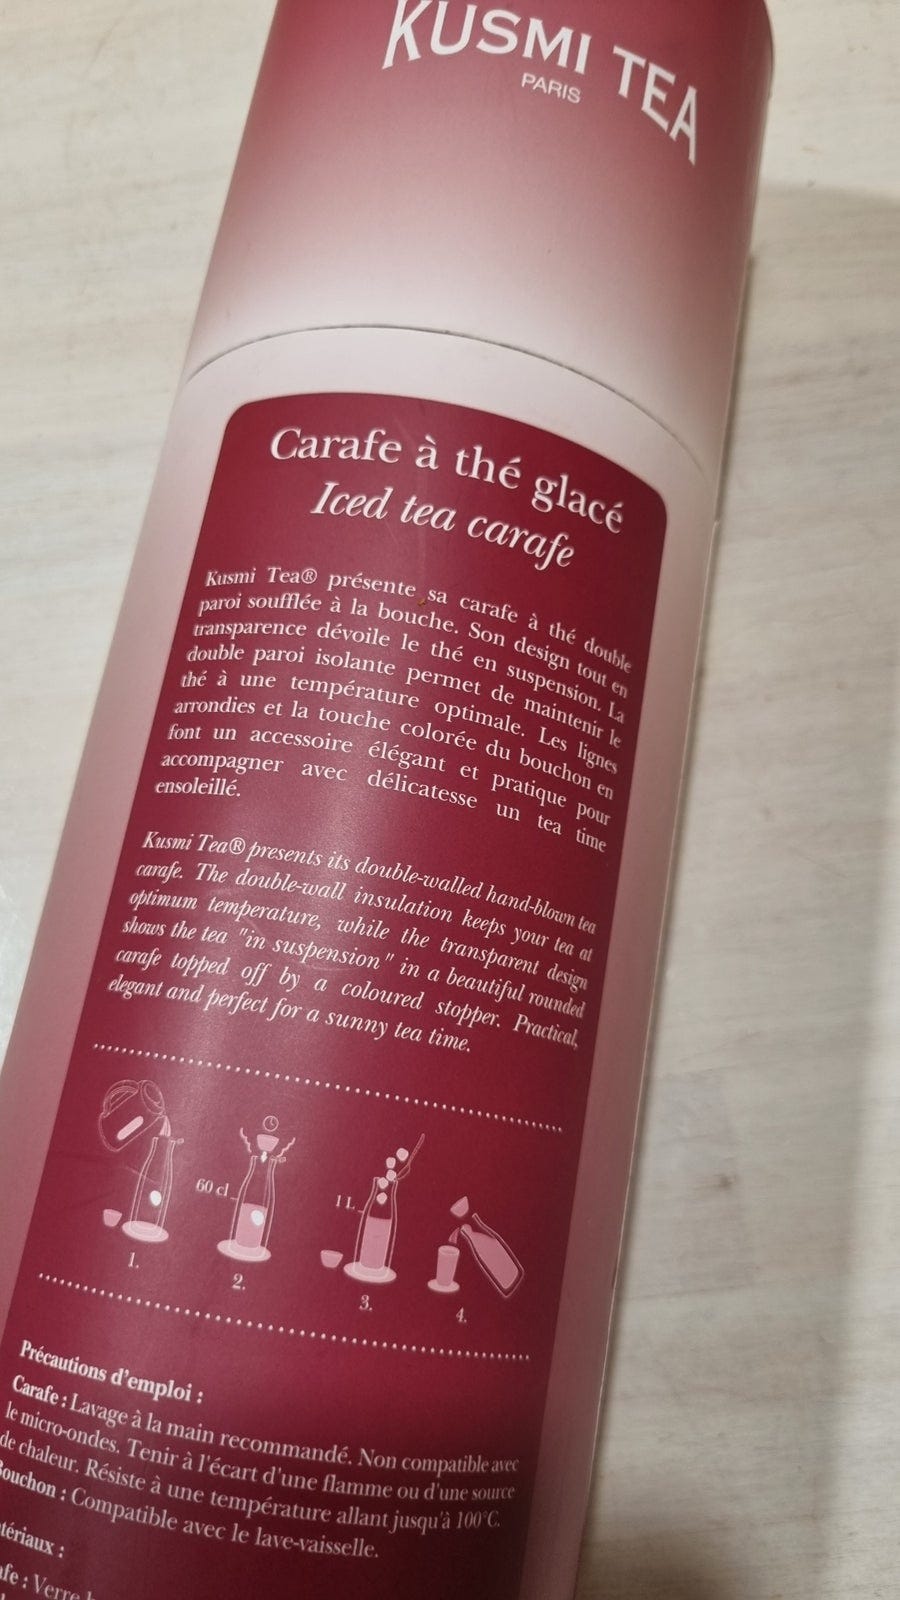 KUSMI TEA
PARIS
Carafe à thé glacé
Iced tea carafe
Kusmi Tea® présente sa carafe à thé double
paroi soufflée à la bouche. Son design tout en
transparence dévoile le thé en suspension. La
double paroi isolante permet de maintenir le
thé à une température optimale. Les lignes
arrondies et la touche colorée du bouchon en
font un accessoire élégant et pratique pour
accompagner avec délicatesse un tea time
ensoleillé.
Kusmi Tea® presents its double-walled hand-blown tea
carafe. The double-wall insulation keeps your tea at
optimum temperature, while the transparent design
shows the tea "in suspension" in a beautiful rounded
carafe topped off by a coloured stopper. Practical,
elegant and perfect for a sunny tea time.
60 cl
1 L
1.
2.
3.
4.
Précautions d'emploi :
Carafe : Lavage à la main recommandé. Non compatible avec
le micro-ondes. Tenir à l'écart d'une flamme ou d'une source
de chaleur. Résiste à une température allant jusqu'à 100°C.
Bouchon : Compatible avec le lave-vaisselle.
Verre